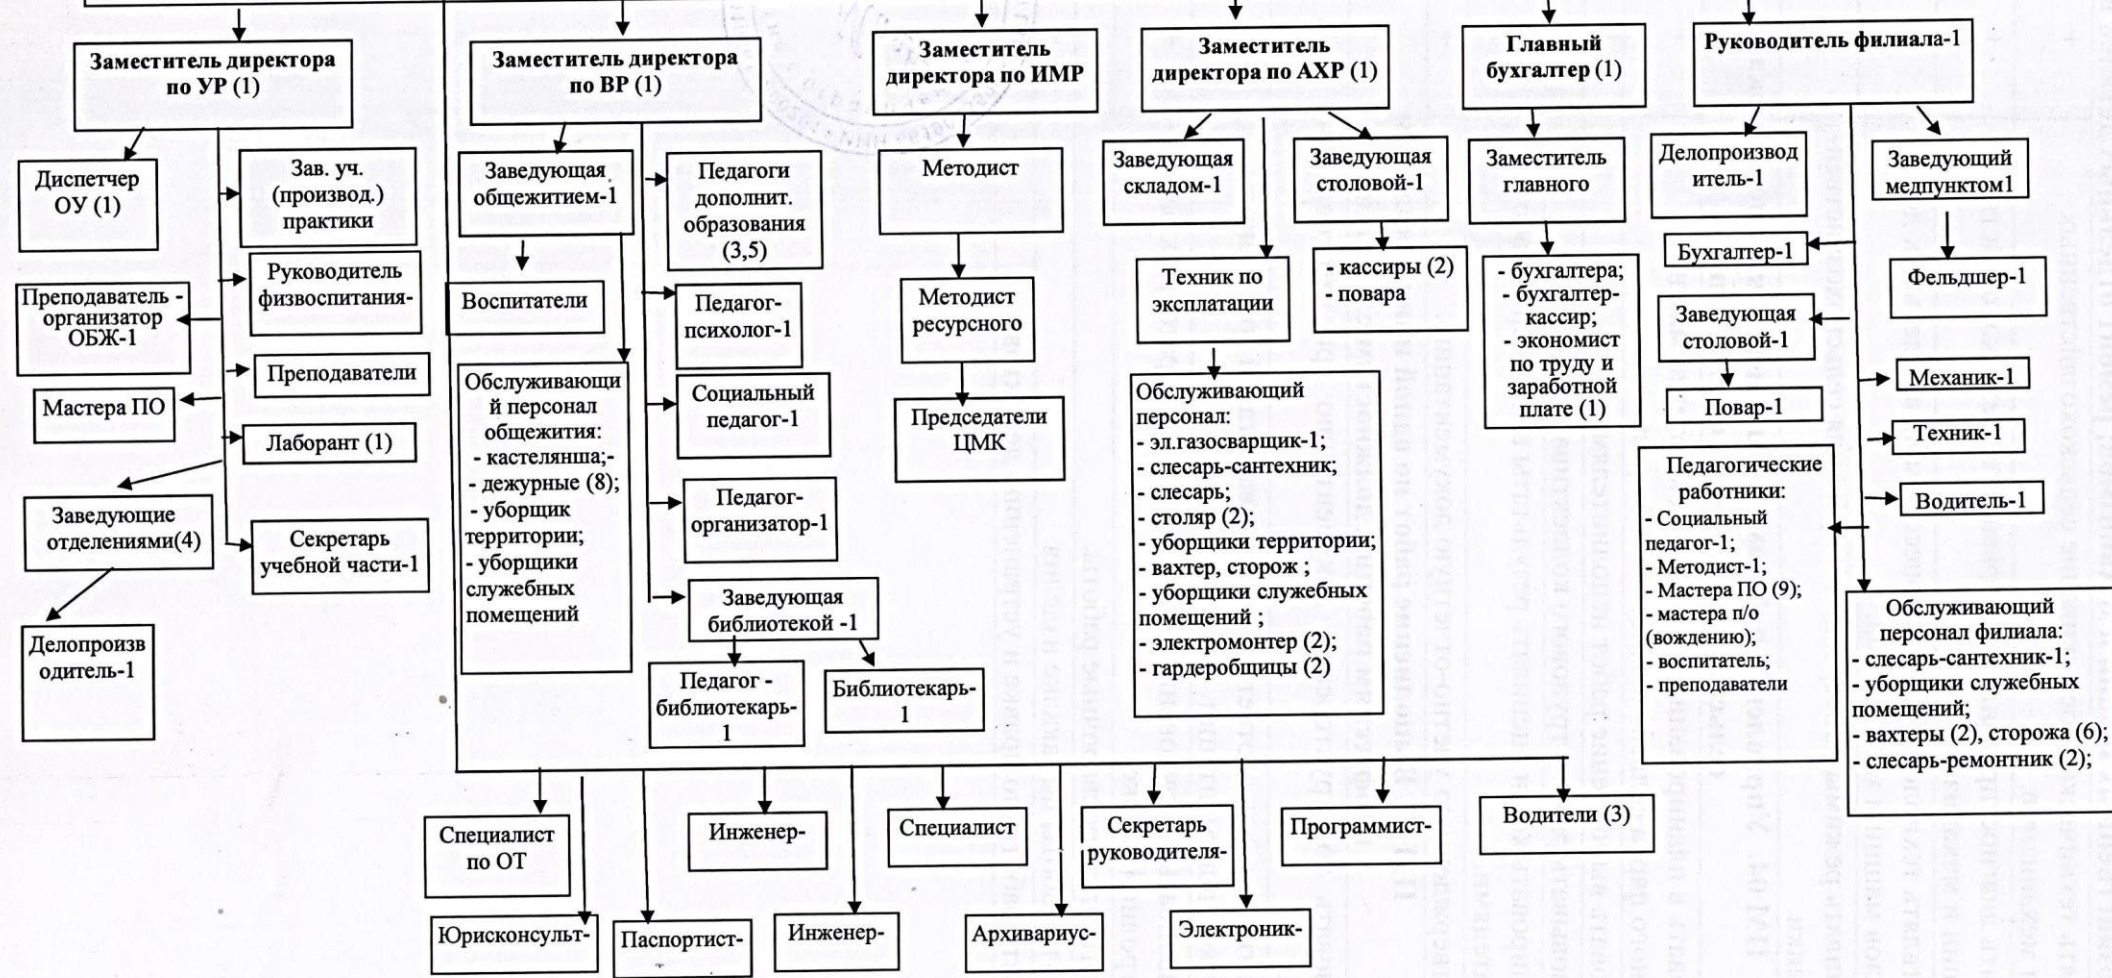 Заместитель директора
по УР (1)
Диспетчер
ОУ (1)
Зав. уч.
(производ.)
практики
Преподаватель -
организатор
ОБЖ-1
Руководитель
физвоспитания-
Преподаватели
Мастера ПО
Лаборант (1)
Заведующие
отделениями(4)
Секретарь
учебной части-1
Делопроизв
одитель-1
Заместитель директора
по ВР (1)
Заведующая
общежитием-1
Воспитатели
Обслуживающи
й персонал
общежития:
- кастелянша;-
- дежурные (8);
- уборщик
территории;
- уборщики
служебных
помещений
Педагоги
дополнит.
образования
(3,5)
Педагог-
психолог-1
Социальный
педагог-1
Педагог-
организатор-1
Заведующая
библиотекой -1
Педагог -
библиотекарь-
1
Библиотекарь-
1
Заместитель
директора по ИМР
Методист
Методист
ресурсного
Председатели
ЦМК
Заместитель
директора по АХР (1)
Заведующая
складом-1
Заведующая
столовой-1
Техник по
эксплатации
- кассиры (2)
- повара
Обслуживающий
персонал:
- эл.газосварщик-1;
- слесарь-сантехник;
- слесарь;
- столяр (2);
- уборщики территории;
- вахтер, сторож ;
- уборщики служебных
помещений ;
- электромонтер (2);
- гардеробщицы (2)
Главный
бухгалтер (1)
Заместитель
главного
- бухгалтера;
- бухгалтер-
кассир;
- экономист
по труду и
заработной
плате (1)
Руководитель филиала-1
Делопроизвод
итель-1
Заведующий
медпунктом1
Бухгалтер-1
Фельдшер-1
Заведующая
столовой-1
Повар-1
Механик-1
Техник-1
Водитель-1
Педагогические
работники:
- Социальный
педагог-1;
- Методист-1;
- Мастера ПО (9);
- мастера п/о
(вождению);
- воспитатель;
- преподаватели
Обслуживающий
персонал филиала:
- слесарь-сантехник-1;
- уборщики служебных
помещений;
- вахтеры (2), сторожа (6);
- слесарь-ремонтник (2);
Специалист
по ОТ
Инженер-
Специалист
Секретарь
руководителя-
Программист-
Водители (3)
Юрисконсульт-
Паспортист-
Инженер-
Архивариус-
Электроник-